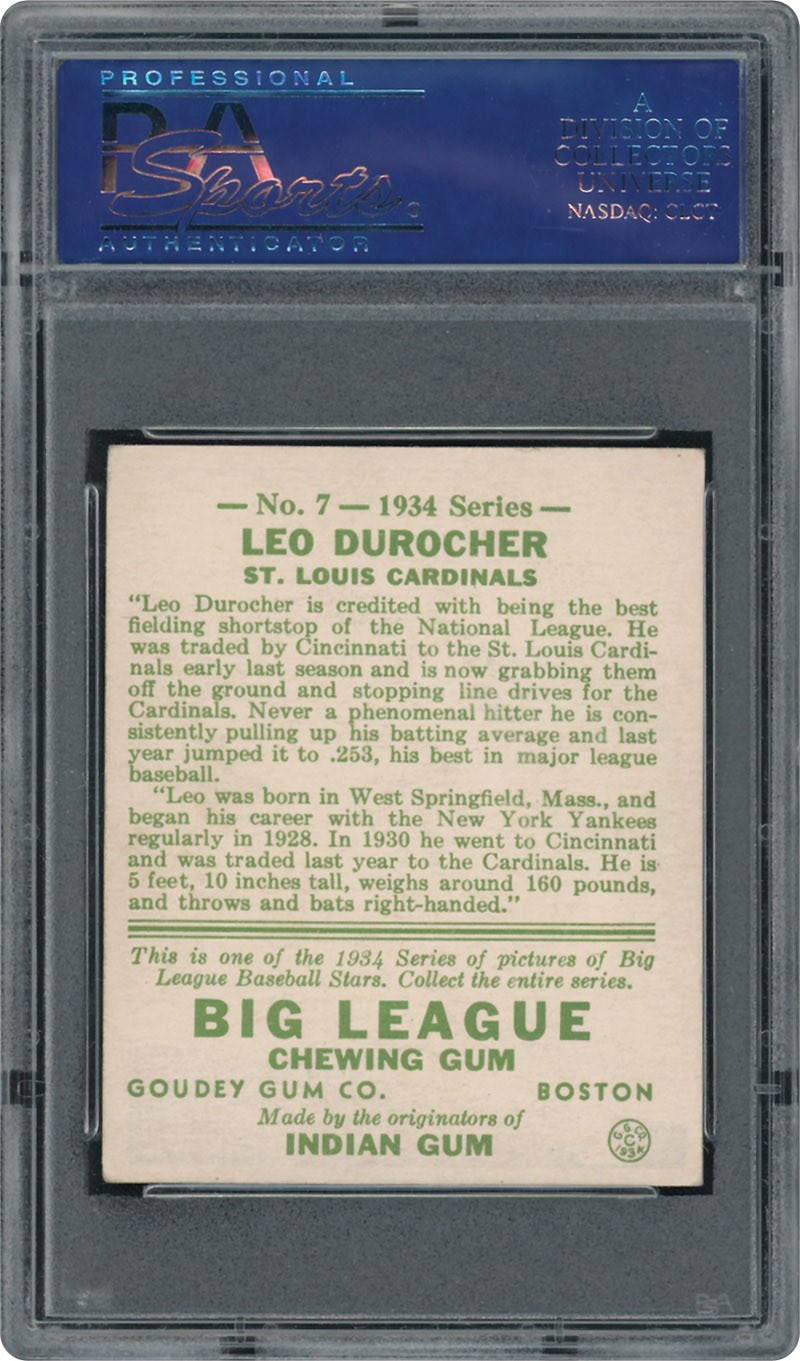 PROFESSIONAL
PSA
Sports
AUTHENTICATOR
A
DIVISION OF
COLLECTORS
UNIVERSE
NASDAQ: CLCT
— No. 7 — 1934 Series —
LEO DUROCHER
ST. LOUIS CARDINALS
"Leo Durocher is credited with being the best
fielding shortstop of the National League. He
was traded by Cincinnati to the St. Louis Cardi-
nals early last season and is now grabbing them
off the ground and stopping line drives for the
Cardinals. Never a phenomenal hitter he is con-
sistently pulling up his batting average and last
year jumped it to .253, his best in major league
baseball.
"Leo was born in West Springfield, Mass., and
began his career with the New York Yankees
regularly in 1928. In 1930 he went to Cincinnati
and was traded last year to the Cardinals. He is
5 feet, 10 inches tall, weighs around 160 pounds,
and throws and bats right-handed."
This is one of the 1934 Series of pictures of Big
League Baseball Stars. Collect the entire series.
BIG LEAGUE
CHEWING GUM
GOUDEY GUM CO. BOSTON
Made by the originators of
INDIAN GUM
G. G. CO.
C
1934
PSA